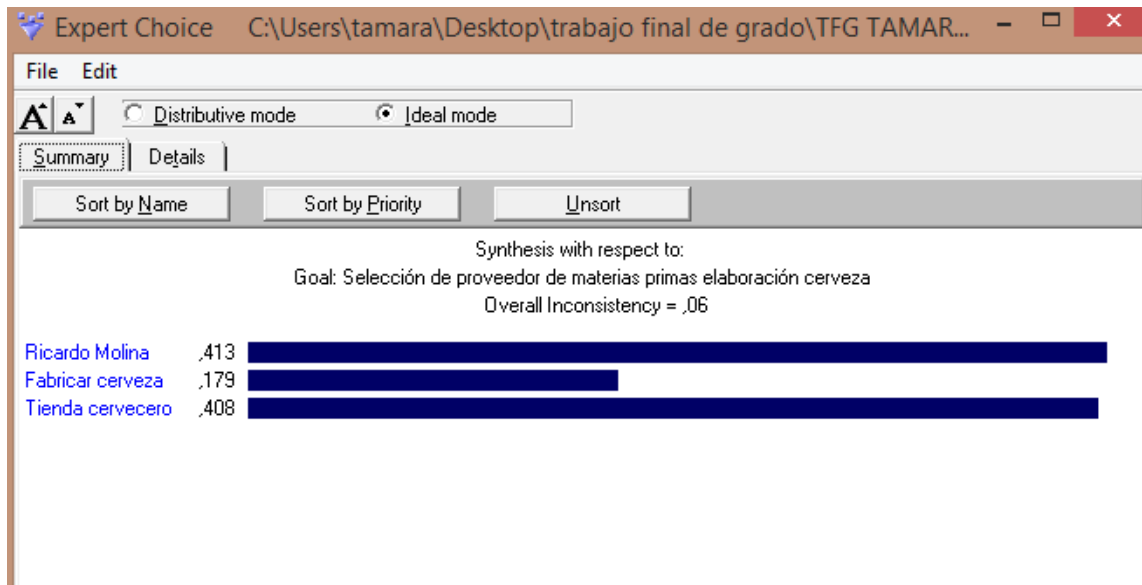 Expert Choice C:\Users\tamara\Desktop\trabajo final de grado\TFG TAMAR...
File Edit
A A Distributive mode Ideal mode
Summary Details
Sort by Name Sort by Priority Unsort
Synthesis with respect to:
Goal: Selección de proveedor de materias primas elaboración cerveza
Overall Inconsistency = ,06
Ricardo Molina ,413
Fabricar cerveza ,179
Tienda cervecero ,408